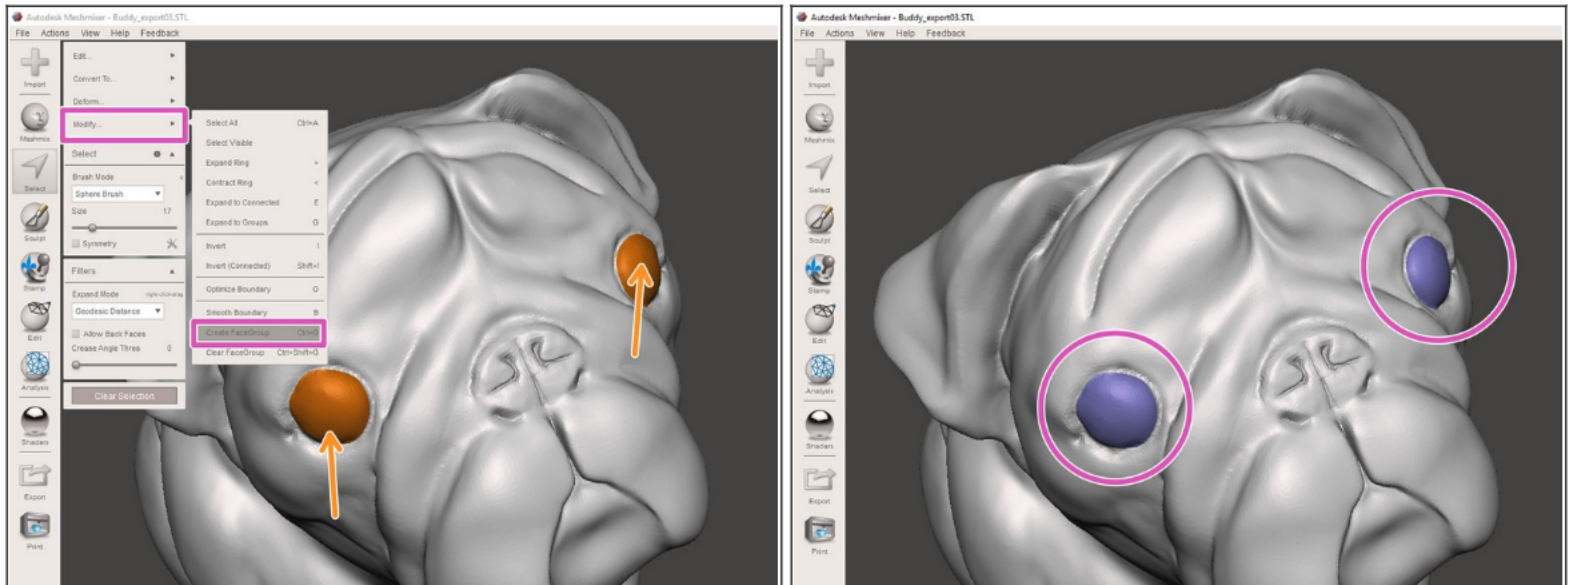 Autodesk Meshmixer - Buddy_export03.STL
File Actions View Help Feedback
Import
Meshmix
Select
Sculpt
Stamp
Edit
Analysis
Shaders
Export
Print
Edit...
Convert To...
Deform...
Modify...
Select
Brush Mode
Sphere Brush
Size 17
Symmetry
Filters
Expand Mode right-click-drag
Geodesic Distance
Allow Back Faces
Crease Angle Thres 0
Clear Selection
Select All Ctrl+A
Select Visible
Expand Ring >
Contract Ring <
Expand to Connected E
Expand to Groups G
Invert I
Invert (Connected) Shift+I
Optimize Boundary O
Smooth Boundary B
Create FaceGroup Ctrl+G
Clear FaceGroup Ctrl+Shift+G
Autodesk Meshmixer - Buddy_export03.STL
File Actions View Help Feedback
Import
Meshmix
Select
Sculpt
Stamp
Edit
Analysis
Shaders
Export
Print